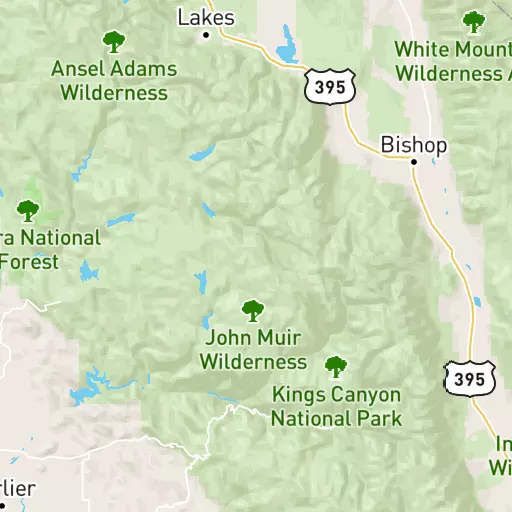 Lakes
Ansel Adams
Wilderness
White Mount
Wilderness A
395
Bishop
ra National
Forest
John Muir
Wilderness
Kings Canyon
National Park
395
In
Wi
rlier